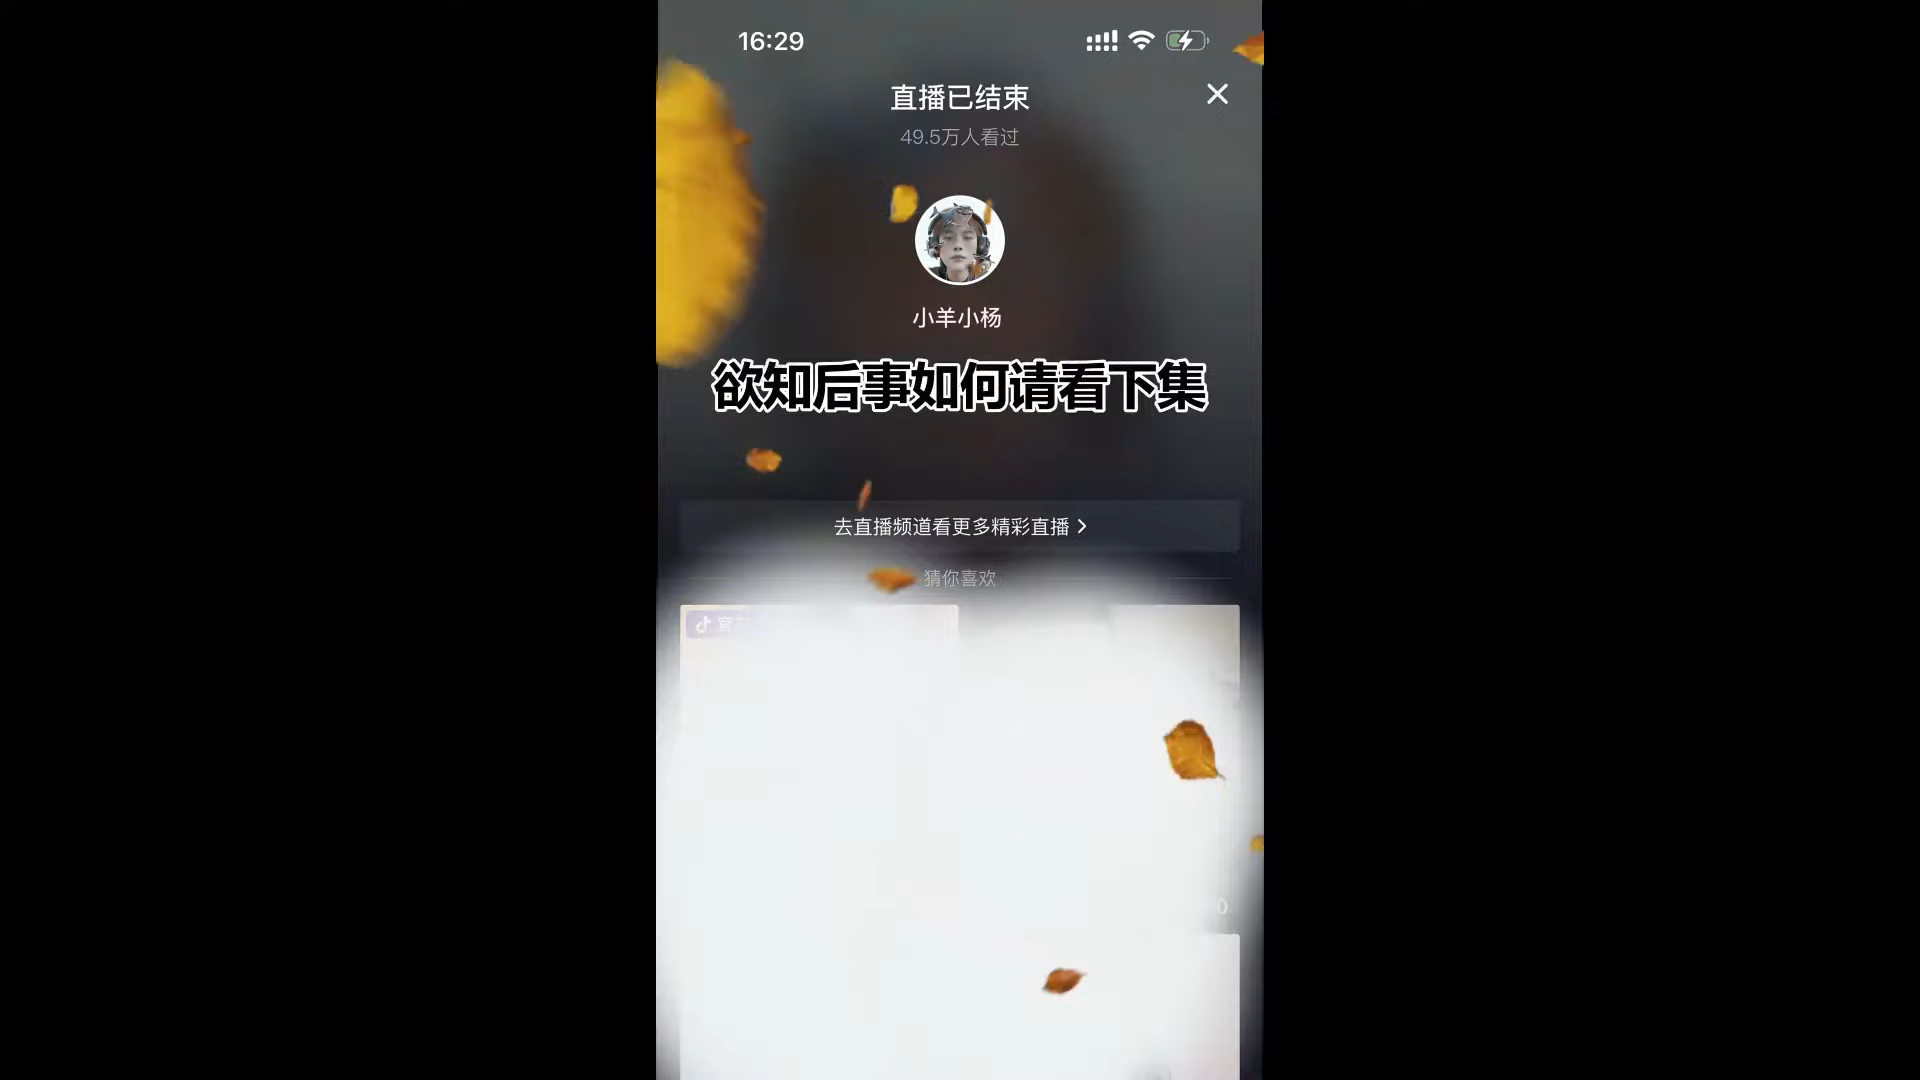 16:29
直播已结束
49.5万人看过
小羊小杨
欲知后事如何请看下集
去直播频道看更多精彩直播
猜你喜欢
0